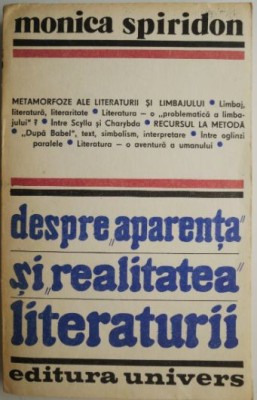 monica spiridon
METAMORFOZE ALE LITERATURII ȘI LIMBAJULUI • Limbaj,
literatură, literaritate • Literatura — o „problematică a limba-
jului" ? • Între Scylla și Charybda • RECURSUL LA METODĂ
• „După Babel", text, simbolism, interpretare • Între oglinzi
paralele • Literatura — o aventură a umanului •
despre „aparența"
și „realitatea"
literaturii
editura univers